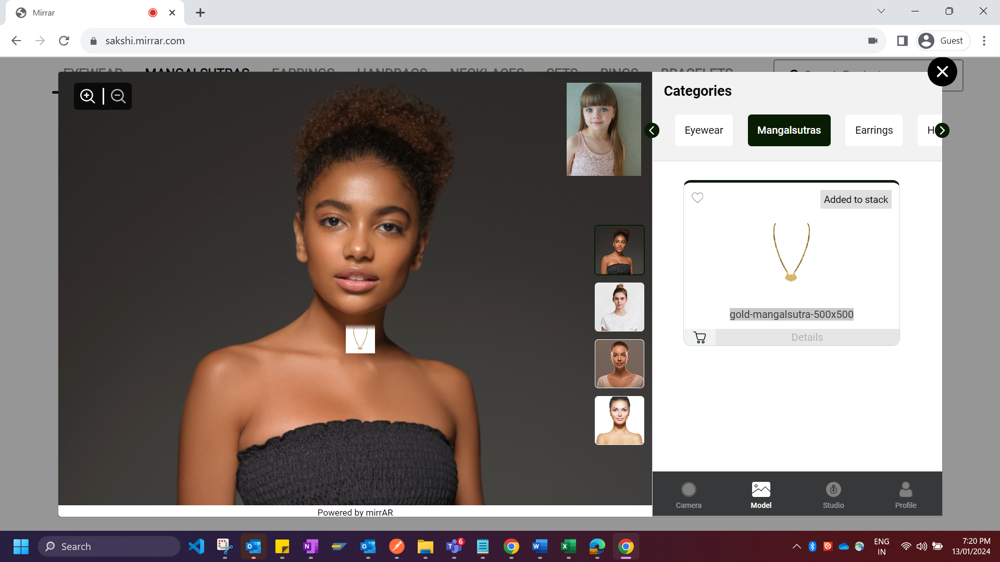 Mirrar
sakshi.mirrar.com
Guest
EYEWEAR MANGALSUTRAS EARRINGS HANDBAGS NECKLACES SETS RINGS BRACELETS
Categories
Eyewear Mangalsutras Earrings H
Added to stack
gold-mangalsutra-500x500
Details
Camera Model Studio Profile
Powered by mirrAR
Search
6
ENG
IN
7:20 PM
13/01/2024